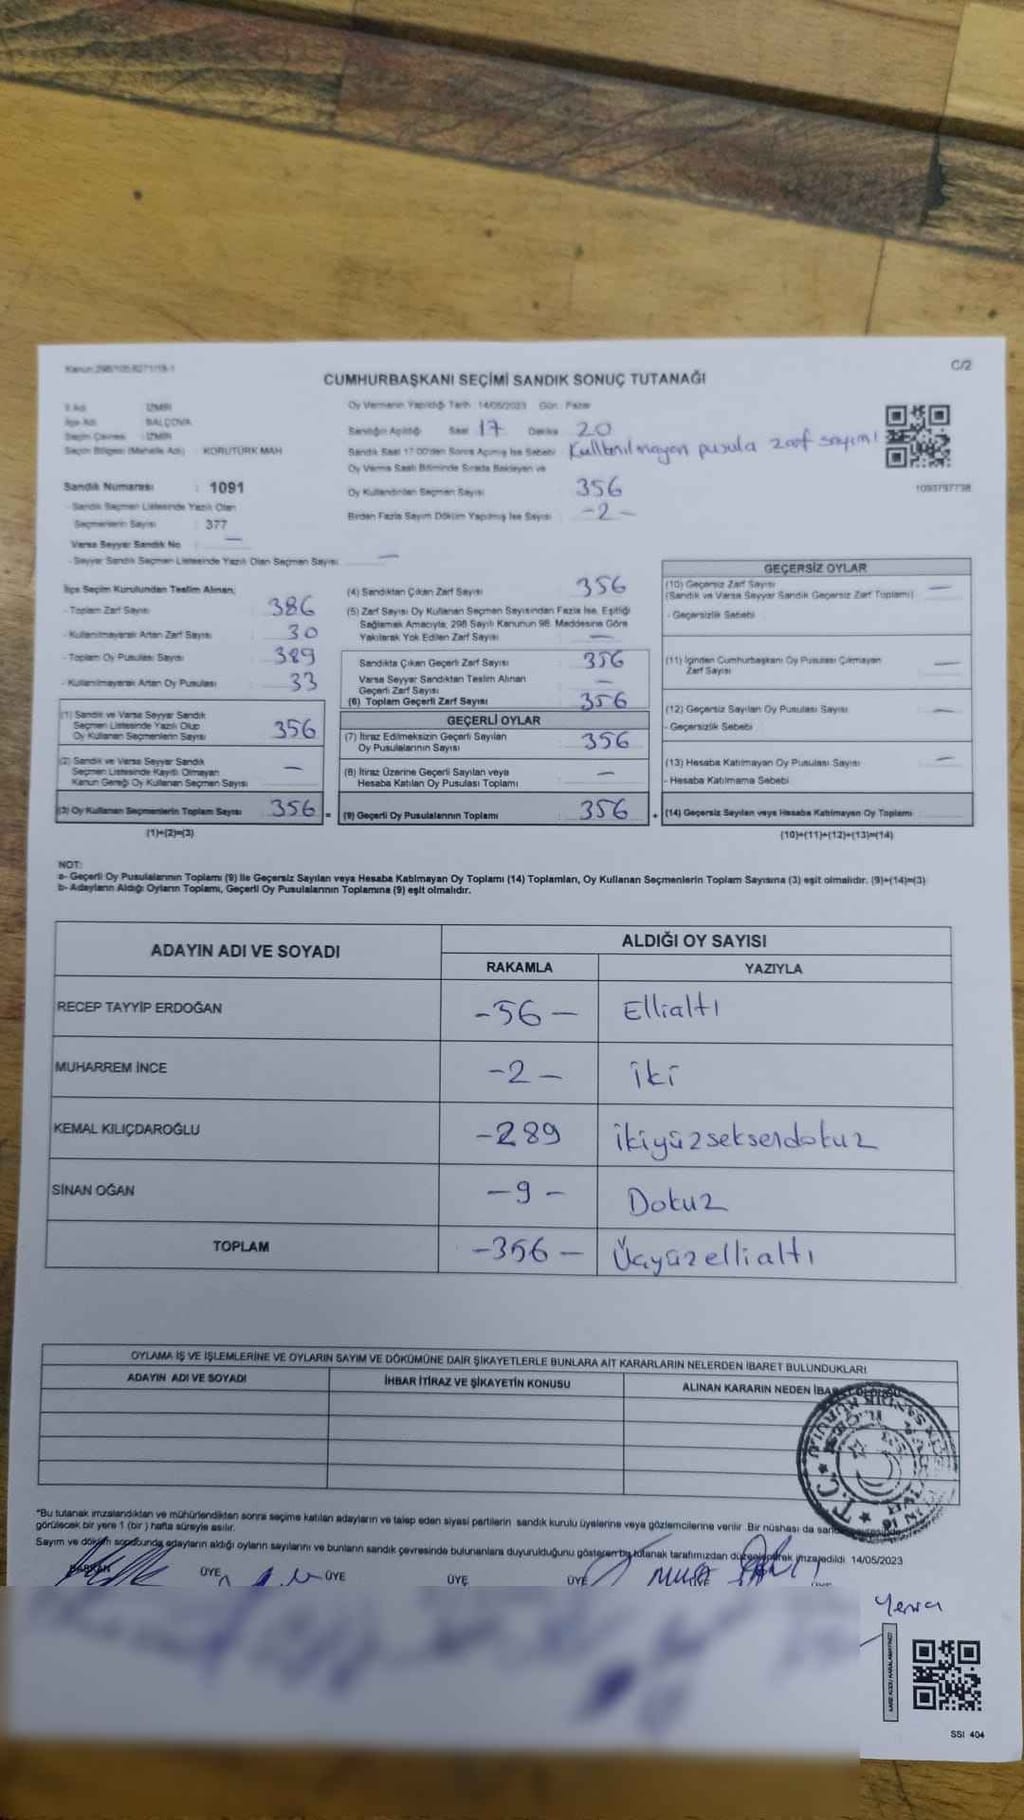 C/2
CUMHURBAŞKANI SEÇİMİ SANDIK SONUÇ TUTANAĞI
İl Adı : İZMİR
İlçe Adı : BALÇOVA
Seçim Çevresi : İZMİR
Seçim Bölgesi (Mahalle Adı) : KORUTÜRK MAH
Sandık Numarası : 1091
- Sandık Seçmen Listesinde Yazılı Olan
Seçmenlerin Sayısı : 377
Varsa Seyyar Sandık No : —
- Seyyar Sandık Seçmen Listesinde Yazılı Olan Seçmen Sayısı : —
Oy Vermenin Yapıldığı Tarih 14/05/2023 Gün: Pazar
Sandığın Açıldığı Saat 17 Dakika 20
Sandık Saat 17:00'den Sonra Açılmış İse Sebebi Kullanılmayan pusula zarf sayımı
Oy Verme Saati Bitiminde Sırada Bekleyen ve
Oy Kullandırılan Seçmen Sayısı 356
Birden Fazla Sayım Döküm Yapılmış İse Sayısı -2-
1093797738
İlçe Seçim Kurulundan Teslim Alınan;
- Toplam Zarf Sayısı : 386
- Kullanılmayarak Artan Zarf Sayısı : 30
- Toplam Oy Pusulası Sayısı : 389
- Kullanılmayarak Artan Oy Pusulası : 33
(1) Sandık ve Varsa Seyyar Sandık
Seçmen Listesinde Yazılı Olup
Oy Kullanan Seçmenlerin Sayısı : 356
(2) Sandık ve Varsa Seyyar Sandık
Seçmen Listesinde Kayıtlı Olmayan
Kanun Gereği Oy Kullanan Seçmen Sayısı : —
(3) Oy Kullanan Seçmenlerin Toplam Sayısı : 356 =
(1)+(2)=(3)
(4) Sandıktan Çıkan Zarf Sayısı : 356
(5) Zarf Sayısı Oy Kullanan Seçmen Sayısından Fazla İse, Eşitliği
Sağlamak Amacıyla, 298 Sayılı Kanunun 98. Maddesine Göre
Yakılarak Yok Edilen Zarf Sayısı : —
Sandıkta Çıkan Geçerli Zarf Sayısı : 356
Varsa Seyyar Sandıktan Teslim Alınan
Geçerli Zarf Sayısı : —
(6) Toplam Geçerli Zarf Sayısı : 356
GEÇERLİ OYLAR
(7) İtiraz Edilmeksizin Geçerli Sayılan
Oy Pusulalarının Sayısı : 356
(8) İtiraz Üzerine Geçerli Sayılan veya
Hesaba Katılan Oy Pusulası Toplamı : —
(9) Geçerli Oy Pusulalarının Toplamı : 356 +
GEÇERSİZ OYLAR
(10) Geçersiz Zarf Sayısı
(Sandık ve Varsa Seyyar Sandık Geçersiz Zarf Toplamı) : —
- Geçersizlik Sebebi
(11) İçinden Cumhurbaşkanı Oy Pusulası Çıkmayan
Zarf Sayısı : —
(12) Geçersiz Sayılan Oy Pusulası Sayısı : —
- Geçersizlik Sebebi
(13) Hesaba Katılmayan Oy Pusulası Sayısı : —
- Hesaba Katılmama Sebebi
(14) Geçersiz Sayılan veya Hesaba Katılmayan Oy Toplamı :
(10)+(11)+(12)+(13)=(14)
NOT:
a- Geçerli Oy Pusulalarının Toplamı (9) ile Geçersiz Sayılan veya Hesaba Katılmayan Oy Toplamı (14) Toplamları, Oy Kullanan Seçmenlerin Toplam Sayısına (3) eşit olmalıdır. (9)+(14)=(3)
b- Adayların Aldığı Oyların Toplamı, Geçerli Oy Pusulalarının Toplamına (9) eşit olmalıdır.
ADAYIN ADI VE SOYADI
ALDIĞI OY SAYISI
RAKAMLA YAZIYLA
RECEP TAYYİP ERDOĞAN -56- Ellialtı
MUHARREM İNCE -2- iki
KEMAL KILIÇDAROĞLU -289 ikiyüzseksendokuz
SİNAN OĞAN -9- Dokuz
TOPLAM -356- Üçyüzellialtı
OYLAMA İŞ VE İŞLEMLERİNE VE OYLARIN SAYIM VE DÖKÜMÜNE DAİR ŞİKAYETLERLE BUNLARA AİT KARARLARIN NELERDEN İBARET BULUNDUKLARI
ADAYIN ADI VE SOYADI İHBAR İTİRAZ VE ŞİKAYETİN KONUSU ALINAN KARARIN NEDEN İBARET OLDUĞU
T.C.
*Bu tutanak imzalandıktan ve mühürlendikten sonra seçime katılan adayların ve talep eden siyasi partilerin sandık kurulu üyelerine veya gözlemcilerine verilir. Bir nüshası da
görülecek bir yere 1 (bir) hafta süreyle asılır.
Sayım ve döküm sonucunda adayların aldığı oyların sayılarını ve bunların sandık çevresinde bulunanlara duyurulduğunu gösteren bu tutanak tarafımızdan düzenlenerek imzaedildi. 14/05/2023
BAŞKAN ÜYE ÜYE ÜYE ÜYE
SSI 404